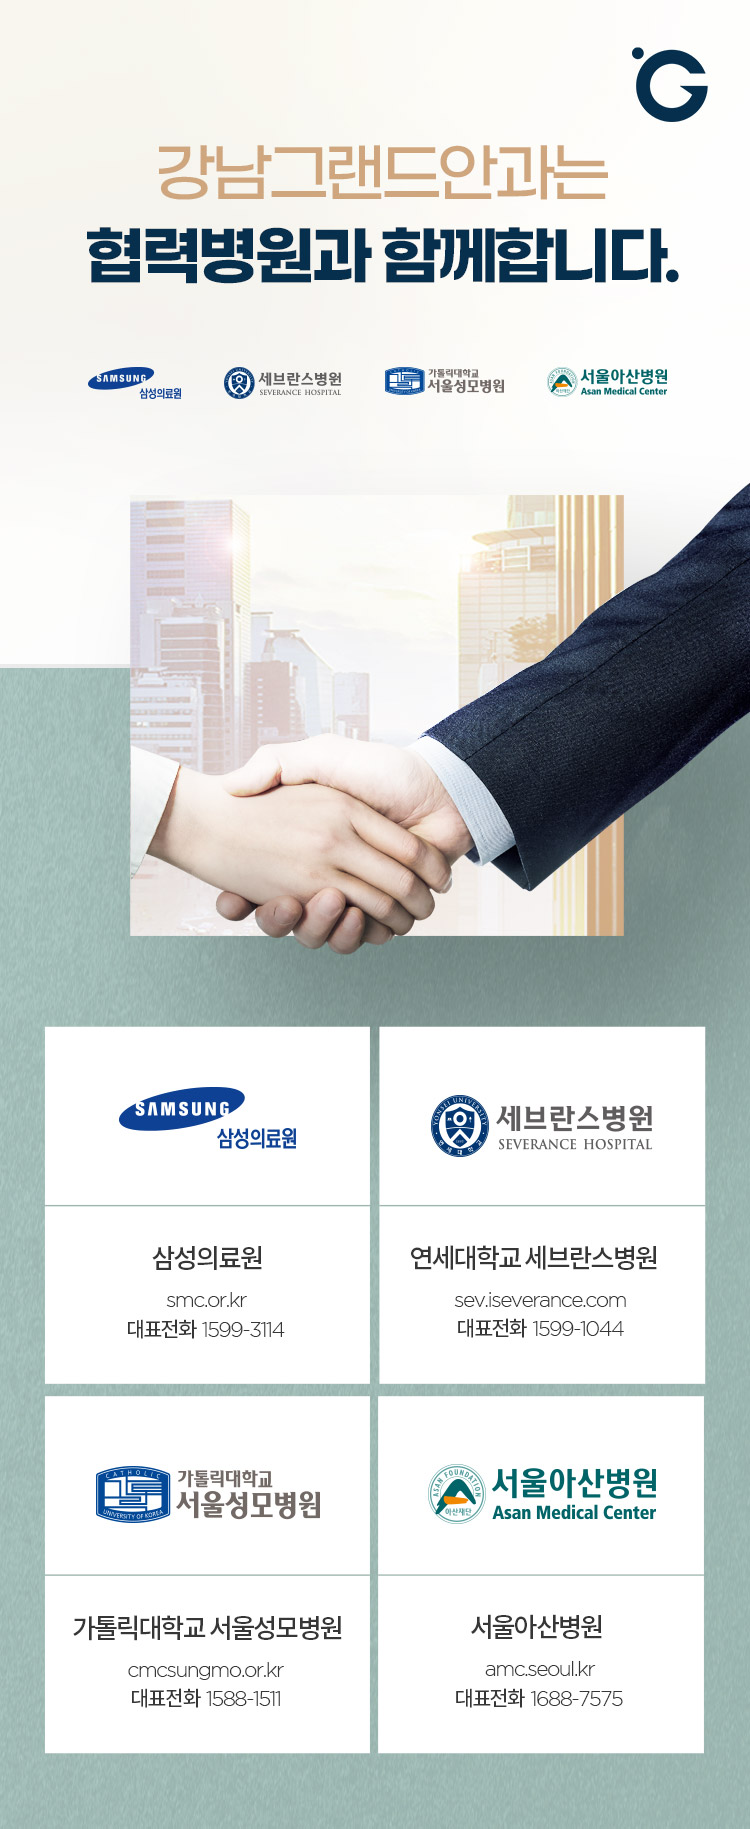 강남그랜드안과는
협력병원과 함께합니다.
SAMSUNG
삼성의료원
세브란스병원
SEVERANCE HOSPITAL
가톨릭대학교
서울성모병원
서울아산병원
Asan Medical Center
SAMSUNG
삼성의료원
YONSEI UNIVERSITY
연세대학교
세브란스병원
SEVERANCE HOSPITAL
삼성의료원
smc.or.kr
대표전화 1599-3114
연세대학교 세브란스병원
sev.iseverance.com
대표전화 1599-1044
CATHOLIC
UNIVERSITY OF KOREA
가톨릭대학교
서울성모병원
ASAN FOUNDATION
아산재단
서울아산병원
Asan Medical Center
가톨릭대학교 서울성모병원
cmcsungmo.or.kr
대표전화 1588-1511
서울아산병원
amc.seoul.kr
대표전화 1688-7575